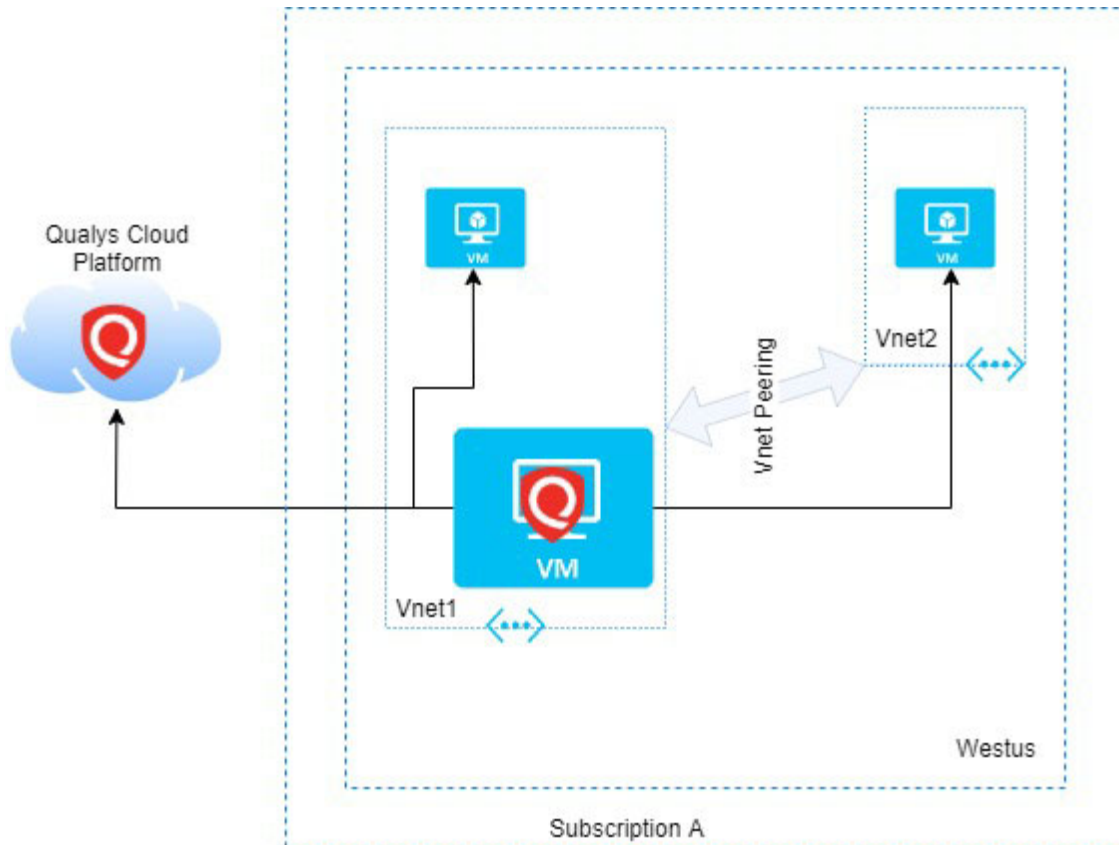 Qualys Cloud
Platform
VM
VM
Vnet2
Vnet Peering
VM
Vnet1
Westus
Subscription A